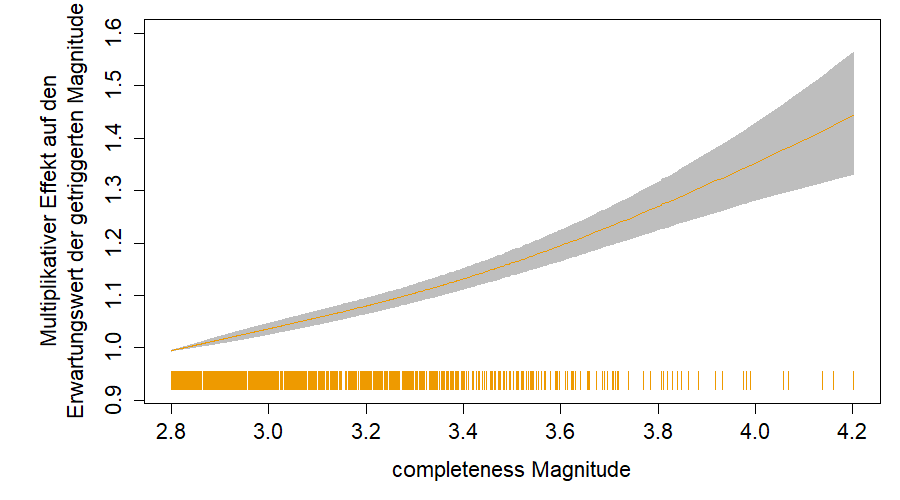 Multiplikativer Effekt auf den
Erwartungswert der getriggerten Magnitude
1.6
1.5
1.4
1.3
1.2
1.1
1.0
0.9
2.8 3.0 3.2 3.4 3.6 3.8 4.0 4.2
completeness Magnitude